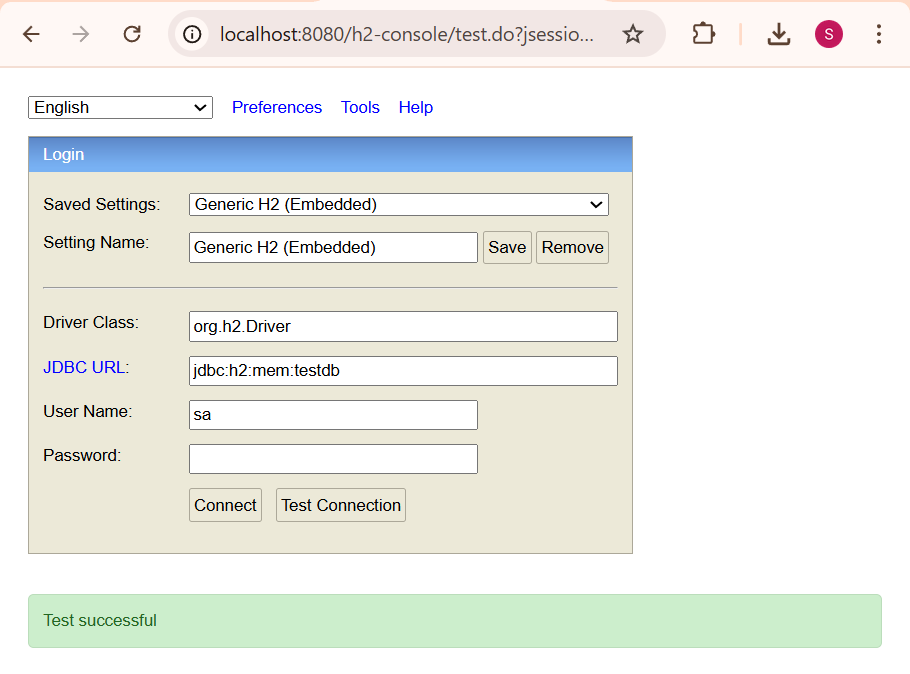 localhost:8080/h2-console/test.do?jsessio...
S
English Preferences Tools Help
Login
Saved Settings: Generic H2 (Embedded)
Setting Name: Generic H2 (Embedded) Save Remove
Driver Class: org.h2.Driver
JDBC URL: jdbc:h2:mem:testdb
User Name: sa
Password:
Connect Test Connection
Test successful